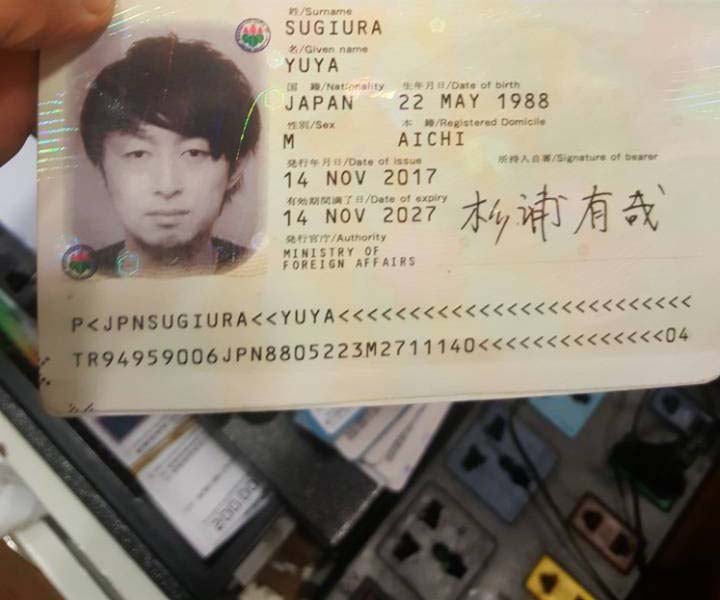 姓/Surname
SUGIURA
名/Given name
YUYA
国 籍/Nationality 生年月日/Date of birth
JAPAN 22 MAY 1988
性別/Sex 本 籍/Registered Domicile
M AICHI
発行年月日/Date of issue 所持人自署/Signature of bearer
14 NOV 2017
有効期間満了日/Date of expiry
14 NOV 2027 杉浦有哉
発行官庁/Authority
MINISTRY OF
FOREIGN AFFAIRS
P<JPNSUGIURA<<YUYA<<<<<<<<<<<<<<<<<<<<<<<<<<
TR94959006JPN8805223M2711140<<<<<<<<<<<<<<04